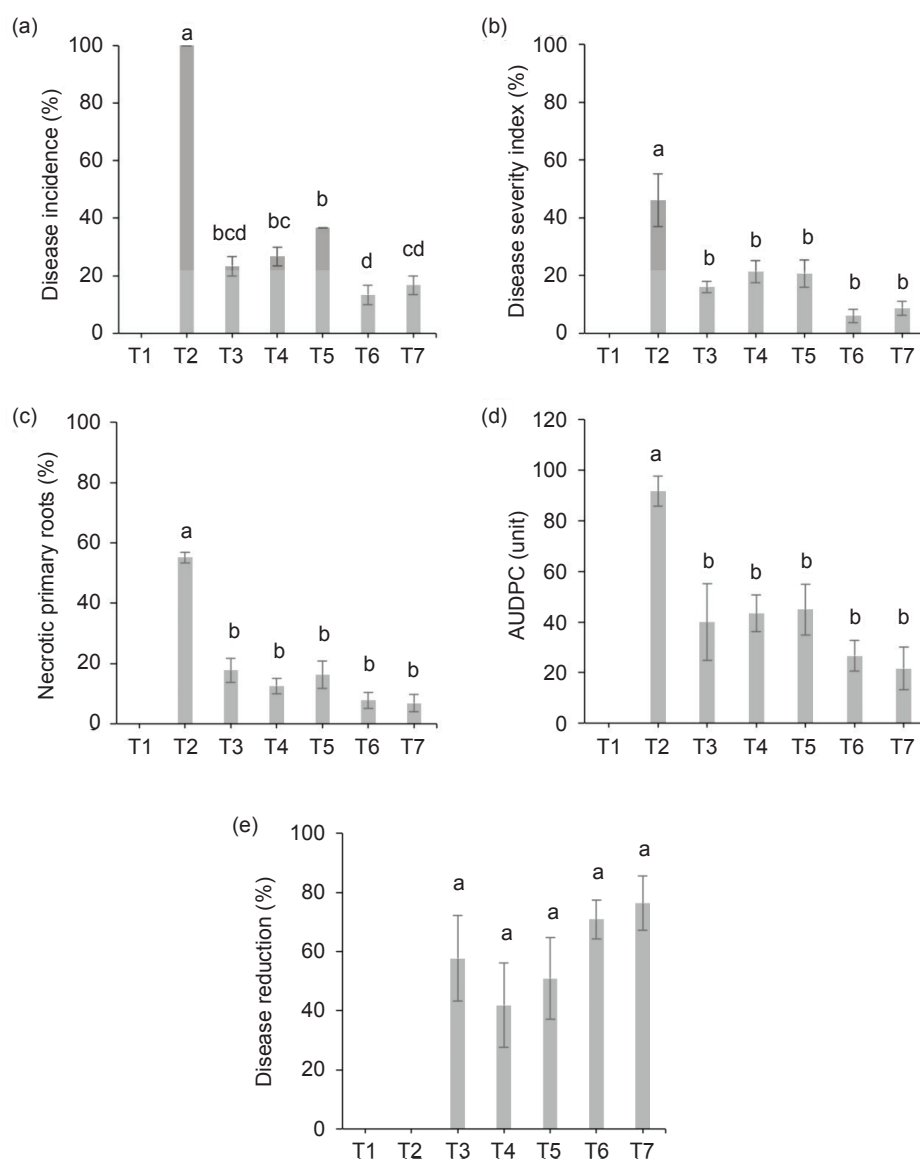 (a)
Disease incidence (%)
100
80
60
40
20
0
a
bcd
bc
b
d
cd
T1 T2 T3 T4 T5 T6 T7
(b)
Disease severity index (%)
100
80
60
40
20
0
a
b
b
b
b
b
T1 T2 T3 T4 T5 T6 T7
(c)
Necrotic primary roots (%)
100
80
60
40
20
0
a
b
b
b
b
b
T1 T2 T3 T4 T5 T6 T7
(d)
AUDPC (unit)
120
100
80
60
40
20
0
a
b
b
b
b
b
T1 T2 T3 T4 T5 T6 T7
(e)
Disease reduction (%)
100
80
60
40
20
0
a
a
a
a
a
T1 T2 T3 T4 T5 T6 T7